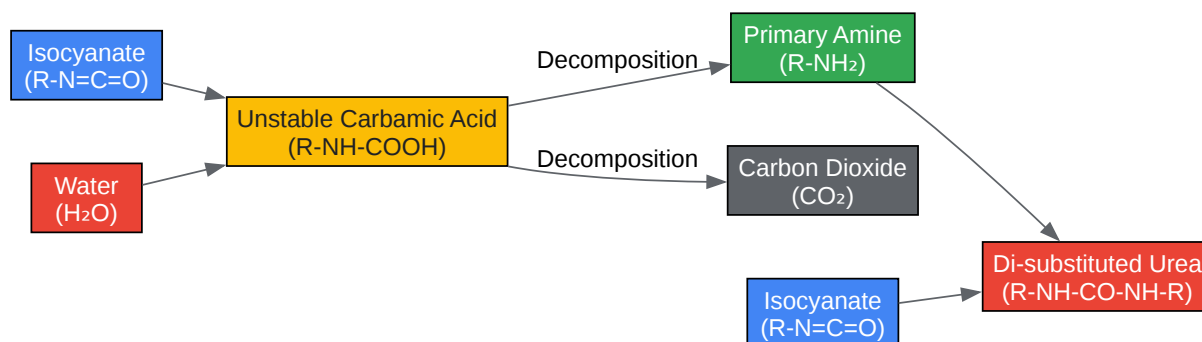 Isocyanate
(R-N=C=O)
Water
(H₂O)
Unstable Carbamic Acid
(R-NH-COOH)
Decomposition
Decomposition
Primary Amine
(R-NH₂)
Carbon Dioxide
(CO₂)
Isocyanate
(R-N=C=O)
Di-substituted Urea
(R-NH-CO-NH-R)